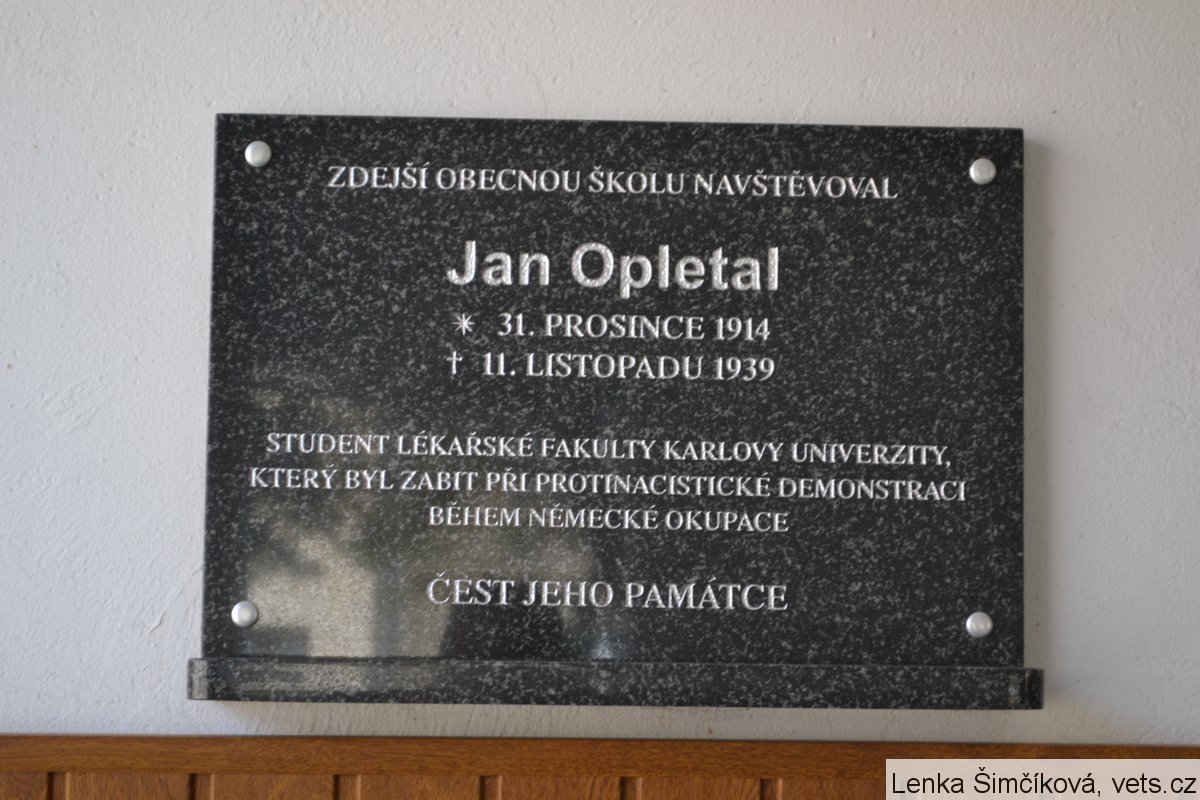 ZDEJŠÍ OBECNOU ŠKOLU NAVŠTĚVOVAL
Jan Opletal
* 31. PROSINCE 1914
† 11. LISTOPADU 1939
STUDENT LÉKAŘSKÉ FAKULTY KARLOVY UNIVERZITY,
KTERÝ BYL ZABIT PŘI PROTINACISTICKÉ DEMONSTRACI
BĚHEM NĚMECKÉ OKUPACE
ČEST JEHO PAMÁTCE
Lenka Šimčíková, vets.cz